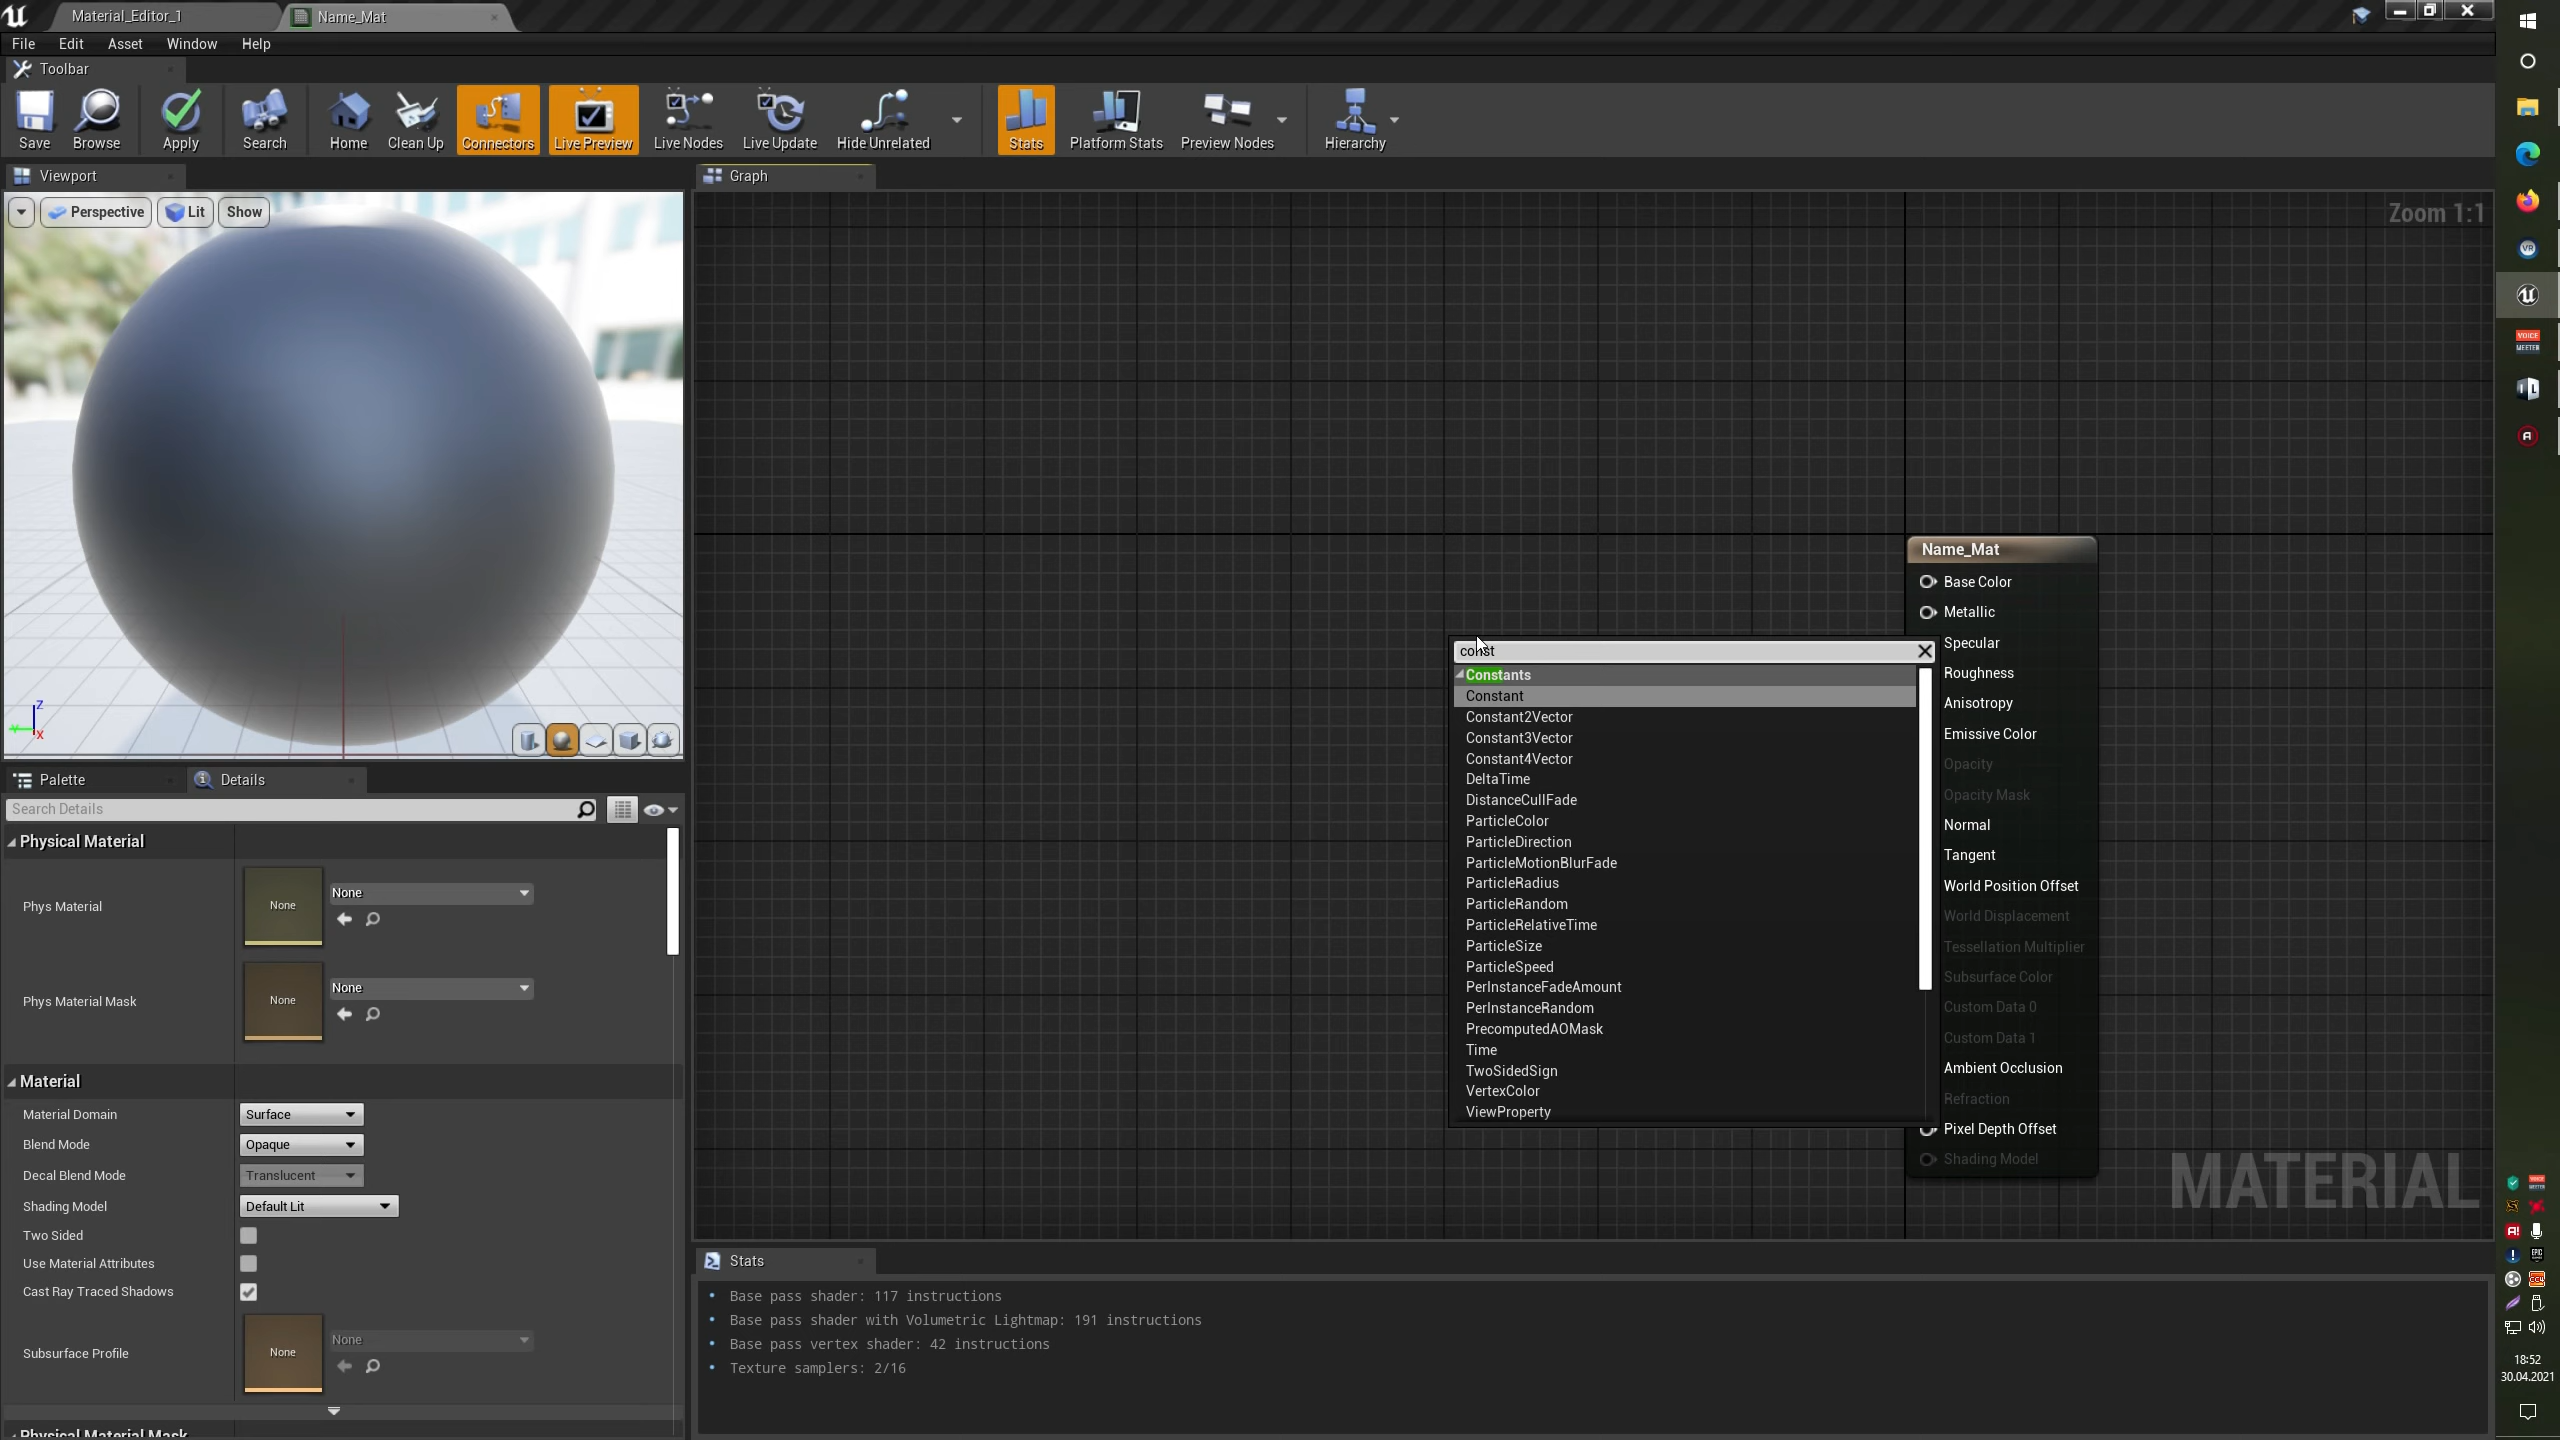 Material_Editor_1
Name_Mat
File Edit Asset Window Help
Toolbar
Save Browse Apply Search Home Clean Up Connectors Live Preview Live Nodes Live Update Hide Unrelated Stats Platform Stats Preview Nodes Hierarchy
Viewport
Perspective Lit Show
Z
Y
X
Graph
Zoom 1:1
Name_Mat
Base Color
Metallic
Specular
Roughness
Anisotropy
Emissive Color
Opacity
Opacity Mask
Normal
Tangent
World Position Offset
World Displacement
Tessellation Multiplier
Subsurface Color
Custom Data 0
Custom Data 1
Ambient Occlusion
Refraction
Pixel Depth Offset
Shading Model
const
Constants
Constant
Constant2Vector
Constant3Vector
Constant4Vector
DeltaTime
DistanceCullFade
ParticleColor
ParticleDirection
ParticleMotionBlurFade
ParticleRadius
ParticleRandom
ParticleRelativeTime
ParticleSize
ParticleSpeed
PerInstanceFadeAmount
PerInstanceRandom
PrecomputedAOMask
Time
TwoSidedSign
VertexColor
ViewProperty
MATERIAL
Palette Details
Search Details
Physical Material
Phys Material None None
Phys Material Mask None None
Material
Material Domain Surface
Blend Mode Opaque
Decal Blend Mode Translucent
Shading Model Default Lit
Two Sided
Use Material Attributes
Cast Ray Traced Shadows
Subsurface Profile None None
Physical Material Mask
Stats
• Base pass shader: 117 instructions
• Base pass shader with Volumetric Lightmap: 191 instructions
• Base pass vertex shader: 42 instructions
• Texture samplers: 2/16
VR
VOICE
MEETER
18:52
30.04.2021